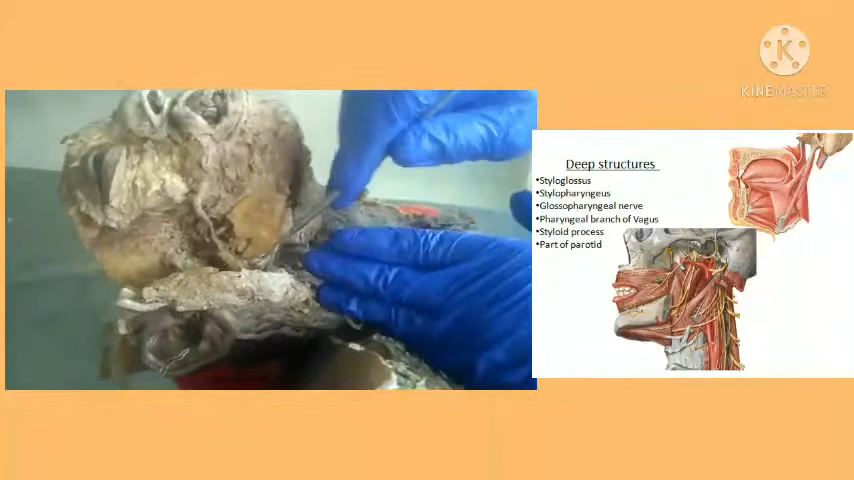 K
KINEMASTER
Deep structures
•Styloglossus
•Stylopharyngeus
•Glossopharyngeal nerve
•Pharyngeal branch of Vagus
•Styloid process
•Part of parotid